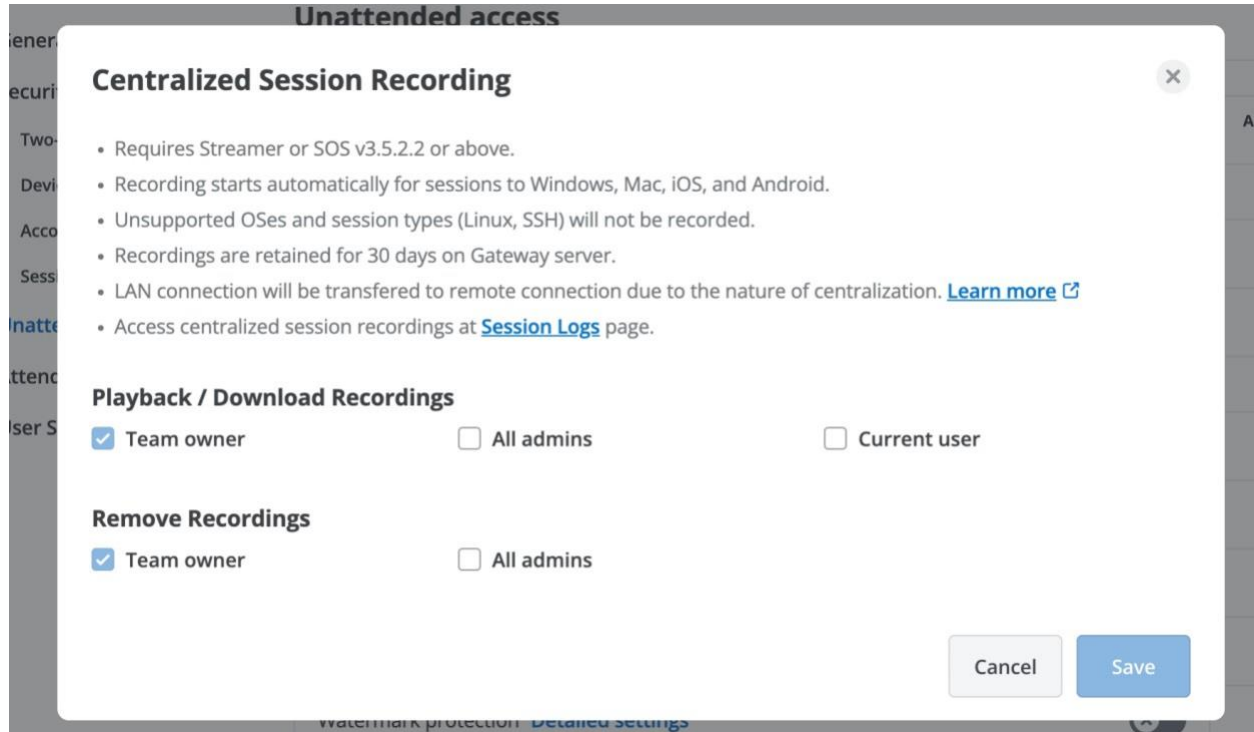 Unattended access
Centralized Session Recording
• Requires Streamer or SOS v3.5.2.2 or above.
• Recording starts automatically for sessions to Windows, Mac, iOS, and Android.
• Unsupported OSes and session types (Linux, SSH) will not be recorded.
• Recordings are retained for 30 days on Gateway server.
• LAN connection will be transfered to remote connection due to the nature of centralization. Learn more
• Access centralized session recordings at Session Logs page.
Playback / Download Recordings
Team owner All admins Current user
Remove Recordings
Team owner All admins
Cancel Save
Watermark protection Detailed settings